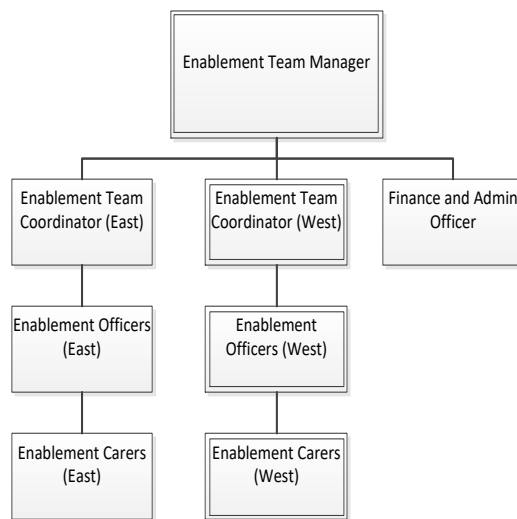 Enablement Team Manager
Enablement Team
Coordinator (East)
Enablement Team
Coordinator (West)
Finance and Admin
Officer
Enablement Officers
(East)
Enablement
Officers (West)
Enablement Carers
(East)
Enablement Carers
(West)